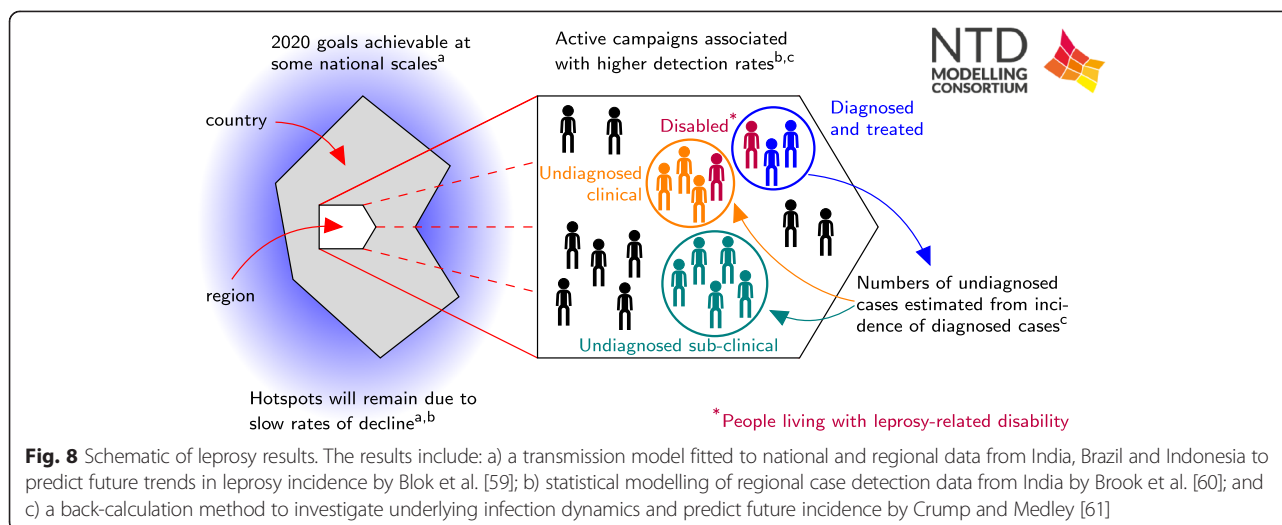 2020 goals achievable at
some national scales^a
Active campaigns associated
with higher detection rates^b,c
NTD
MODELLING
CONSORTIUM
country
Disabled*
Diagnosed
and treated
Undiagnosed
clinical
region
Numbers of undiagnosed
cases estimated from inci-
dence of diagnosed cases^c
Undiagnosed sub-clinical
Hotspots will remain due to
slow rates of decline^a,b
*People living with leprosy-related disability
Fig. 8 Schematic of leprosy results. The results include: a) a transmission model fitted to national and regional data from India, Brazil and Indonesia to
predict future trends in leprosy incidence by Blok et al. [59]; b) statistical modelling of regional case detection data from India by Brook et al. [60]; and
c) a back-calculation method to investigate underlying infection dynamics and predict future incidence by Crump and Medley [61]